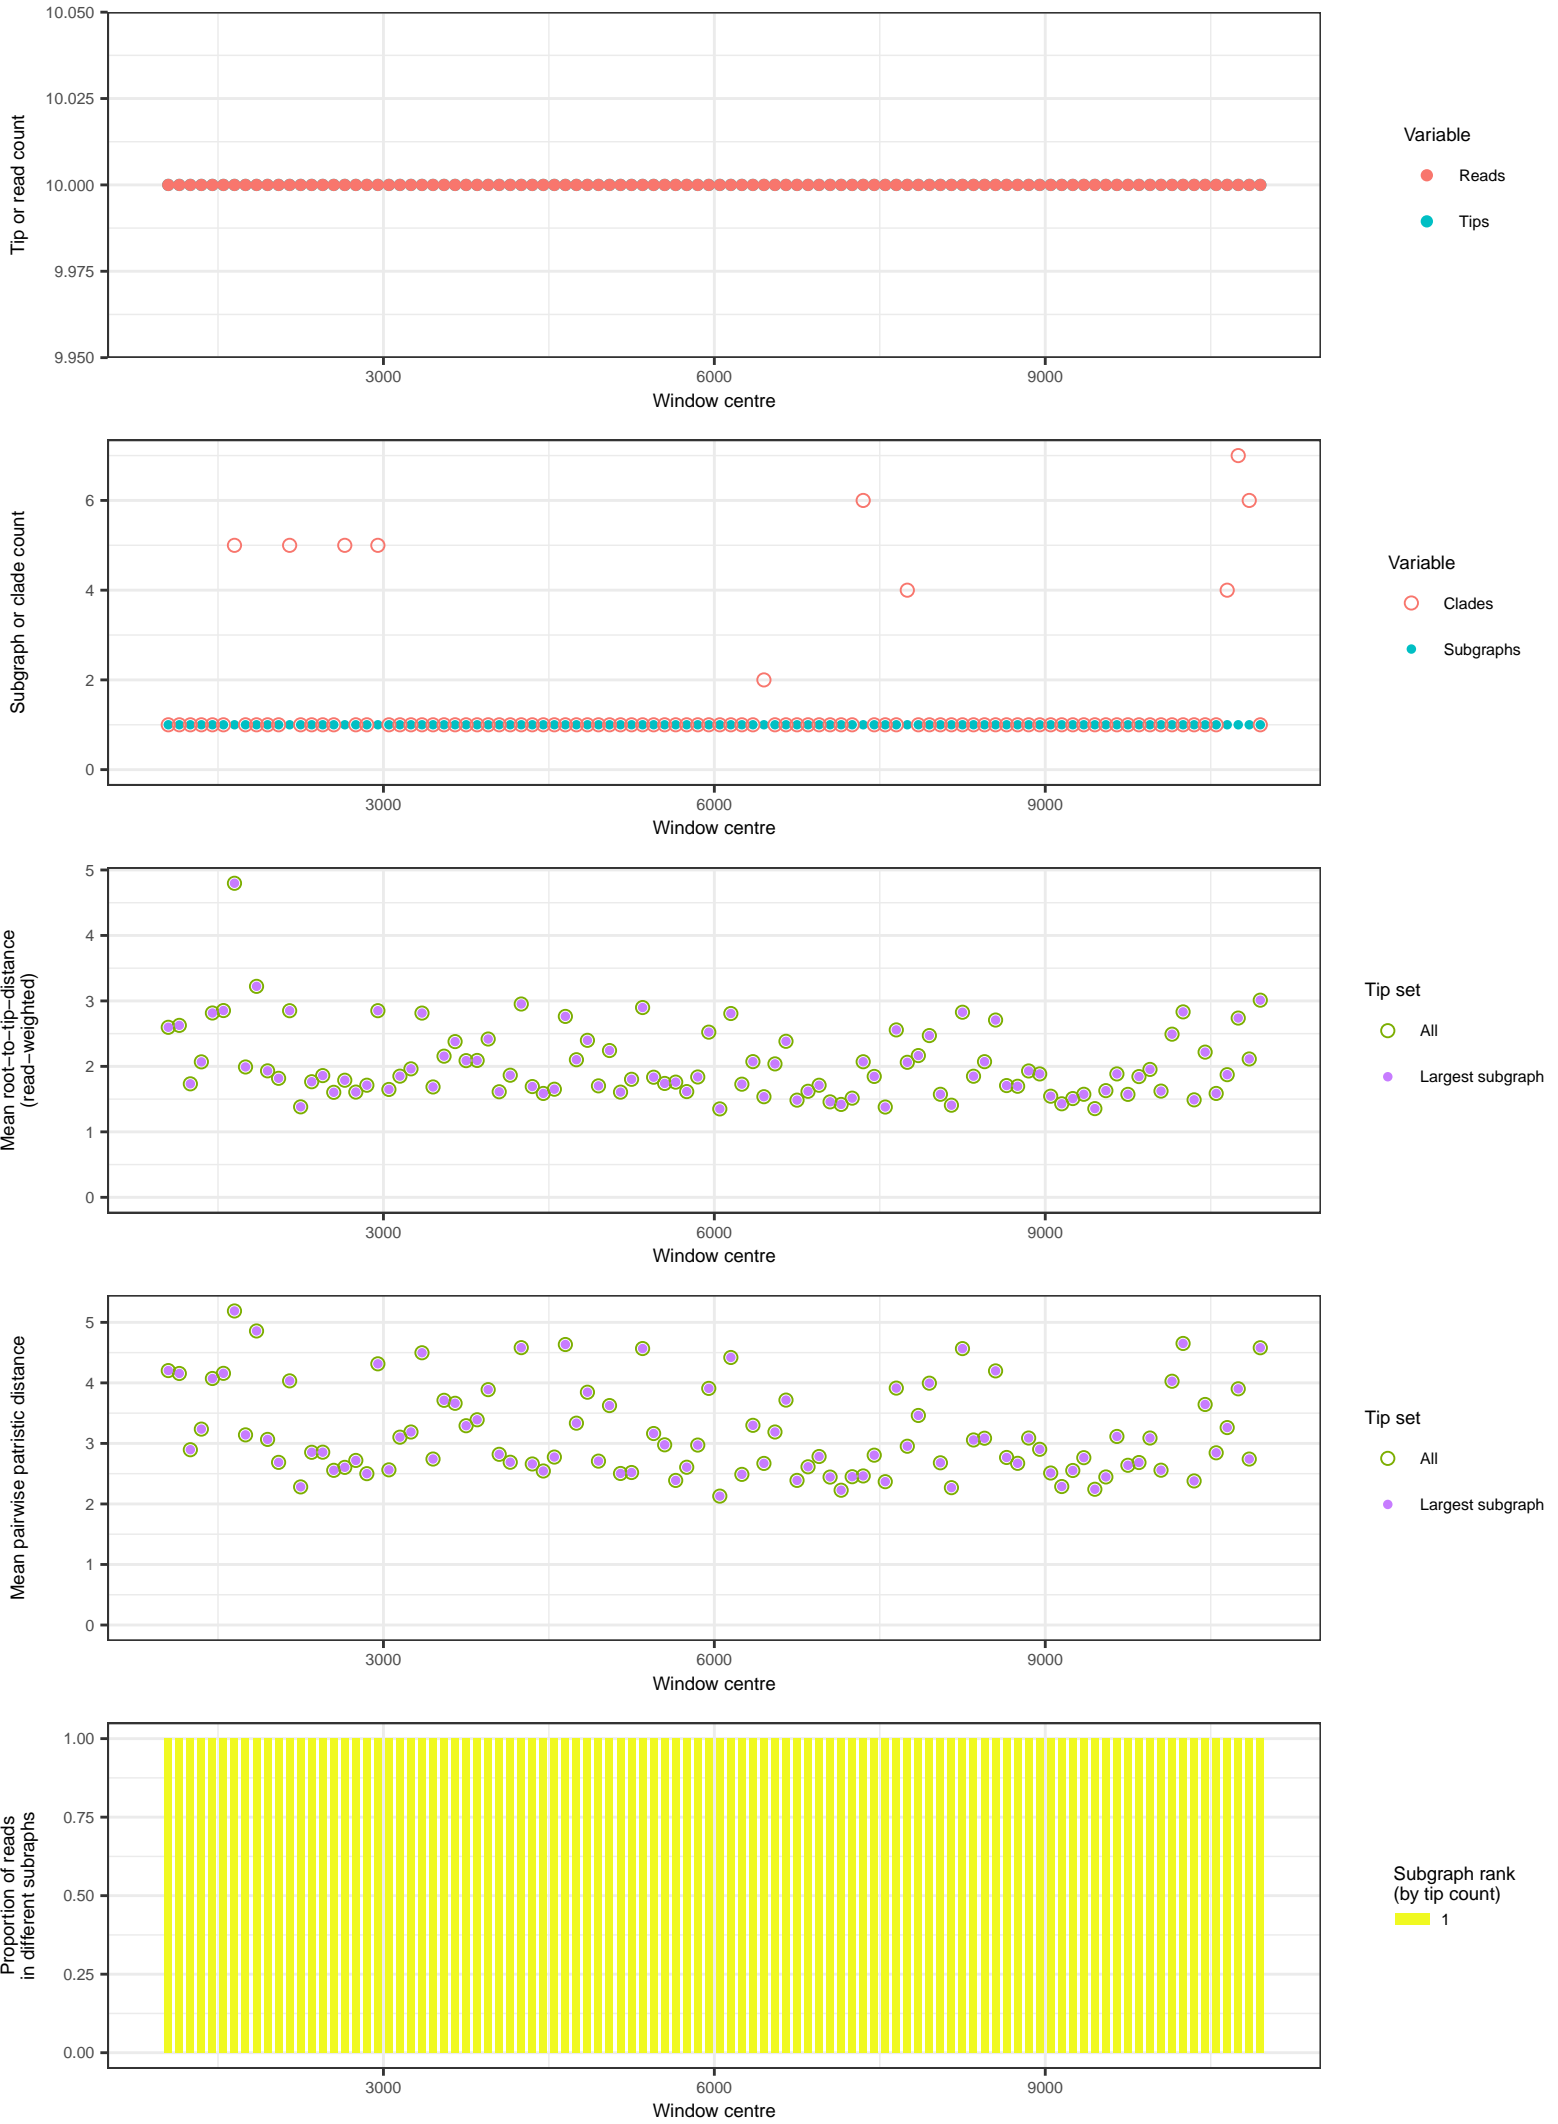 10.050
10.025
10.000
9.975
9.950
Tip or read count
3000 6000 9000
Window centre
Variable
Reads
Tips
6
4
2
0
Subgraph or clade count
3000 6000 9000
Window centre
Variable
Clades
Subgraphs
5
4
3
2
1
0
Mean root−to−tip−distance
(read−weighted)
3000 6000 9000
Window centre
Tip set
All
Largest subgraph
5
4
3
2
1
0
Mean pairwise patristic distance
3000 6000 9000
Window centre
Tip set
All
Largest subgraph
1.00
0.75
0.50
0.25
0.00
Proportion of reads
in different subraphs
3000 6000 9000
Window centre
Subgraph rank
(by tip count)
1